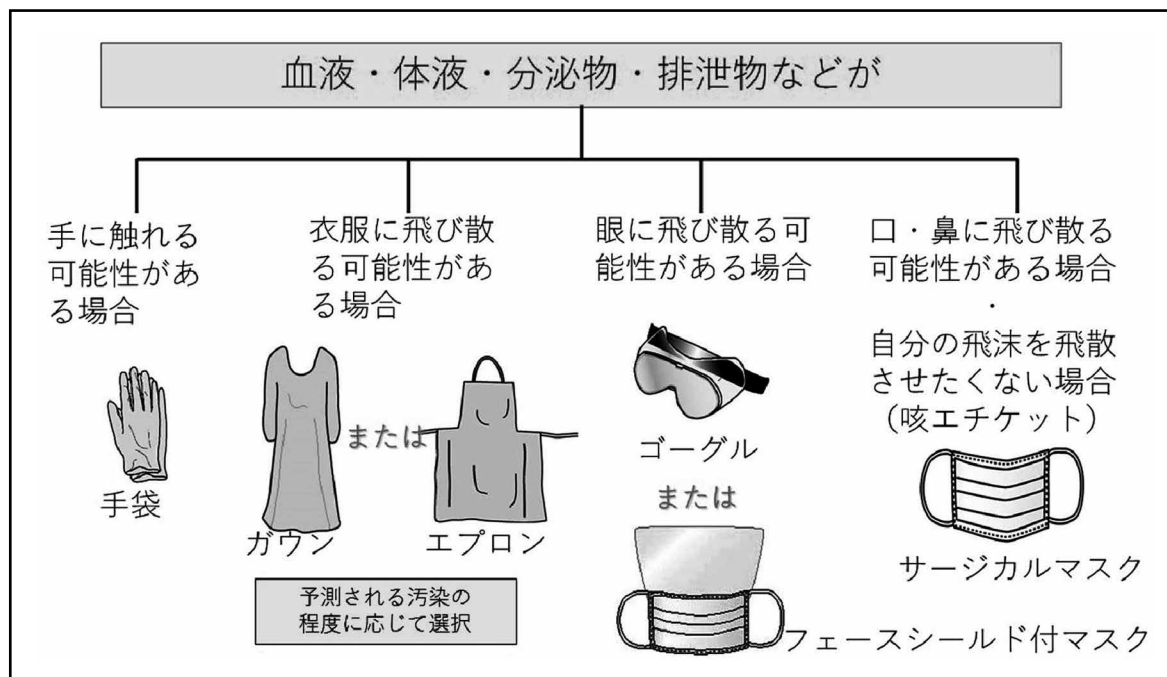 血液・体液・分泌物・排泄物などが
手に触れる
可能性があ
る場合
手袋
衣服に飛び散
る可能性があ
る場合
または
ガウン
エプロン
予測される汚染の
程度に応じて選択
眼に飛び散る可
能性がある場合
ゴーグル
または
フェースシールド付マスク
口・鼻に飛び散る
可能性がある場合
・
自分の飛沫を飛散
させたくない場合
（咳エチケット）
サージカルマスク